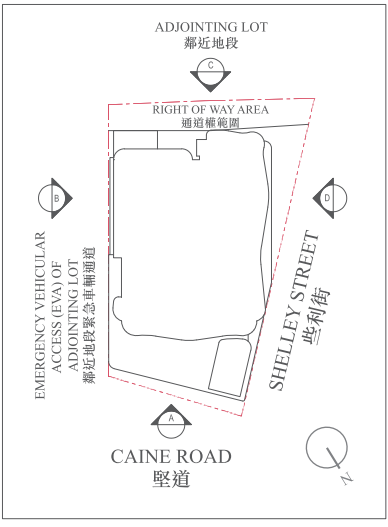 ADJOINTING LOT
鄰近地段
C
RIGHT OF WAY AREA
通道權範圍
B
D
EMERGENCY VEHICULAR
ACCESS (EVA) OF
ADJOINTING LOT
鄰近地段緊急車輛通道
SHELLEY STREET
些利街
A
CAINE ROAD
堅道
N